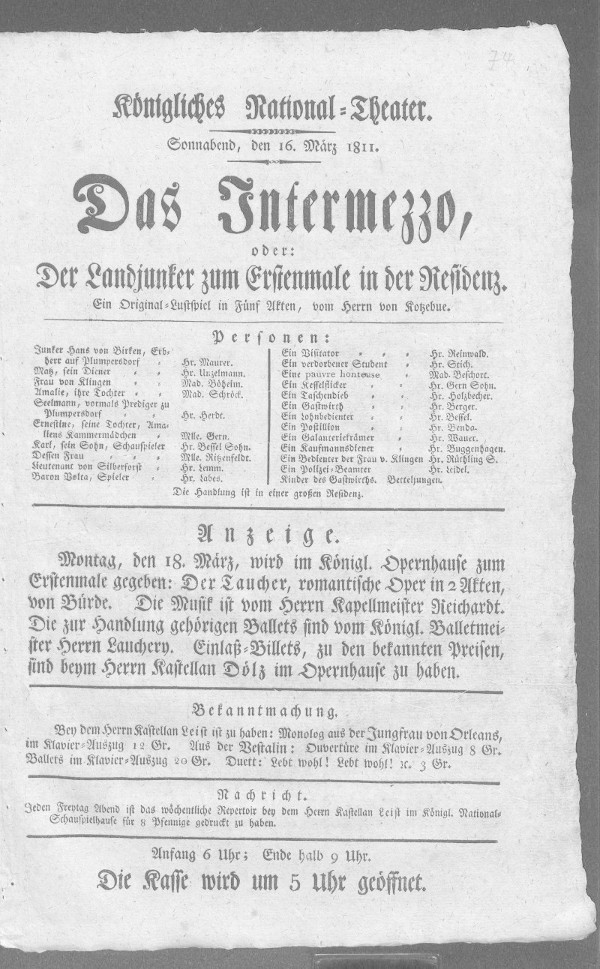 74
Königliches National-Theater.
Sonnabend, den 16. März 1811.
Das Intermezzo,
oder:
Der Landjunker zum Erstenmale in der Residenz.
Ein Original-Lustspiel in Fünf Akten, vom Herrn von Kotzebue.
Personen:
Junker Hans von Birken, Erb-
herr auf Plumpersdorf Hr. Maurer.
Matz, sein Diener Hr. Unzelmann.
Frau von Klingen Mad. Böheim.
Amalie, ihre Tochter Mad. Schröck.
Seelmann, vormals Prediger zu
Plumpersdorf Hr. Herdt.
Ernestine, seine Tochter, Ama-
liens Kammermädchen Mlle. Gern.
Karl, sein Sohn, Schauspieler Hr. Bessel Sohn.
Dessen Frau Mlle. Ritzenfeldt.
Lieutenant von Silberforst Hr. Lemm.
Baron Volta, Spieler Hr. Labes.
Ein Visitator Hr. Reinwald.
Ein verdorbener Student Hr. Stich.
Eine pauvre honteuse Mad. Beschort.
Ein Kesselflicker Hr. Gern Sohn.
Ein Taschendieb Hr. Holzbecher.
Ein Gastwirth Hr. Berger.
Ein Lohnbedienter Hr. Bessel.
Ein Postillion Hr. Benda.
Ein Galanteriekrämer Hr. Wauer.
Ein Kaufmannsdiener Hr. Buggenhagen.
Ein Bedienter der Frau v. Klingen Hr. Rüthling S.
Ein Polizei-Beamter Hr. Leidel.
Kinder des Gastwirths. Betteljungen.
Die Handlung ist in einer großen Residenz.
Anzeige.
Montag, den 18. März, wird im Königl. Opernhause zum
Erstenmale gegeben: Der Taucher, romantische Oper in 2 Akten,
von Bürde. Die Musik ist vom Herrn Kapellmeister Reichardt.
Die zur Handlung gehörigen Ballets sind vom Königl. Balletmei-
ster Herrn Lauchery. Einlaß-Billets, zu den bekannten Preisen,
sind beym Herrn Kastellan Dölz im Opernhause zu haben.
Bekanntmachung.
Bey dem Herrn Kastellan Leist ist zu haben: Monolog aus der Jungfrau von Orleans,
im Klavier-Auszug 12 Gr. Aus der Vestalin: Ouvertüre im Klavier-Auszug 8 Gr.
Ballets im Klavier-Auszug 20 Gr. Duett: Lebt wohl! Lebt wohl! ꝛc. 3 Gr.
Nachricht.
Jeden Freytag Abend ist das wöchentliche Repertoir bey dem Herrn Kastellan Leist im Königl. National-
Schauspielhause für 8 Pfennige gedruckt zu haben.
Anfang 6 Uhr; Ende halb 9 Uhr.
Die Kasse wird um 5 Uhr geöffnet.